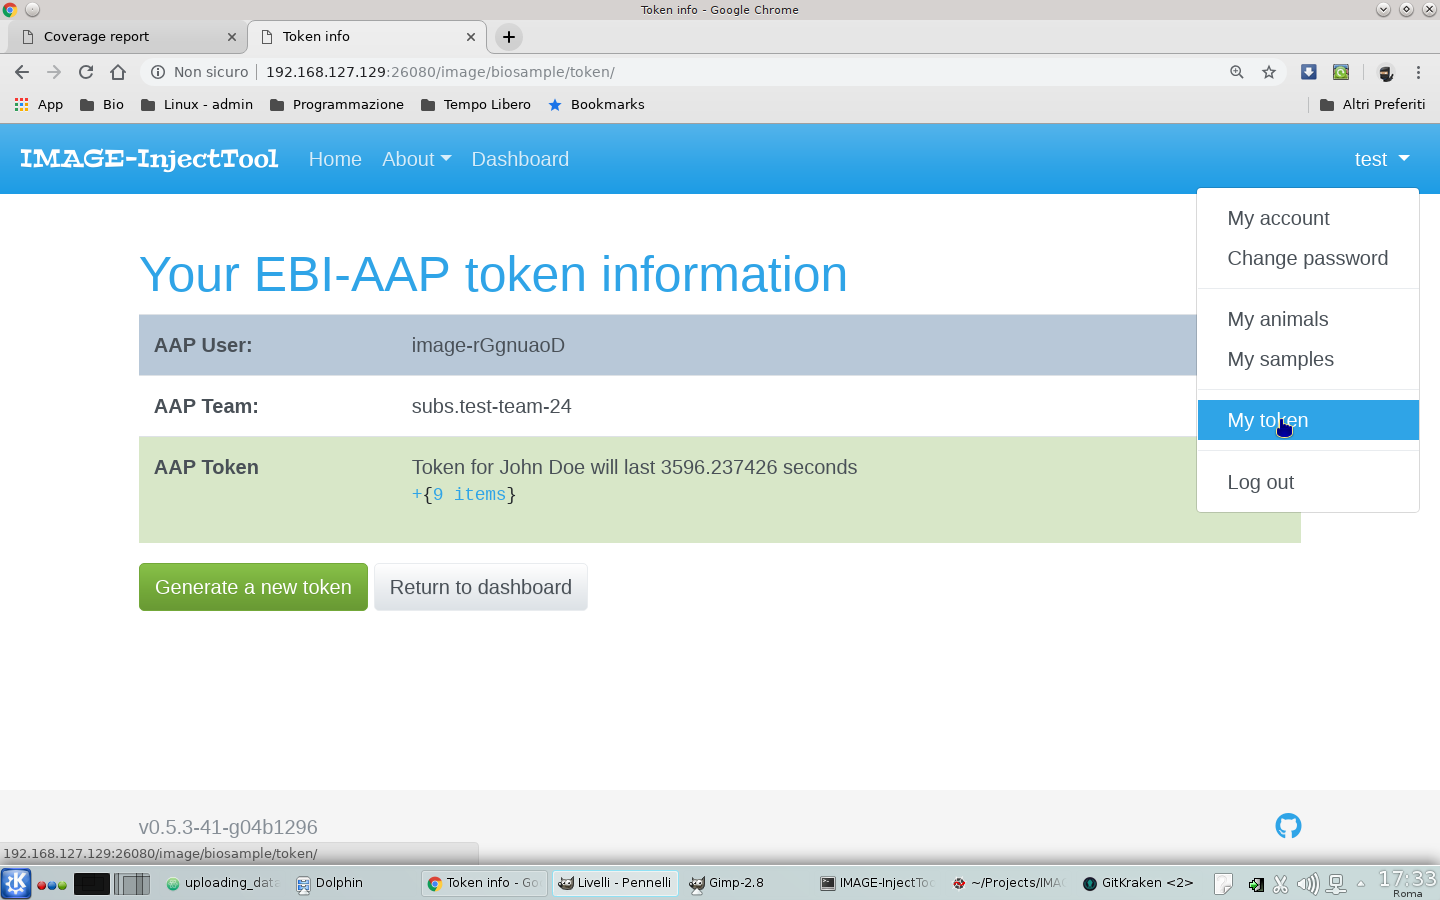 Token info - Google Chrome
Coverage report
Token info
Non sicuro
192.168.127.129:26080/image/biosample/token/
App
Bio
Linux - admin
Programmazione
Tempo Libero
Bookmarks
Altri Preferiti
IMAGE-InjectTool
Home
About
Dashboard
test
My account
Change password
My animals
My samples
My token
Log out
Your EBI-AAP token information
AAP User: image-rGgnuaoD
AAP Team: subs.test-team-24
AAP Token Token for John Doe will last 3596.237426 seconds
+{9 items}
Generate a new token
Return to dashboard
v0.5.3-41-g04b1296
192.168.127.129:26080/image/biosample/token/
uploading_data
Dolphin
Token info - Go
Livelli - Pennelli
Gimp-2.8
IMAGE-InjectToo
~/Projects/IMAG
GitKraken <2>
17:33
Roma